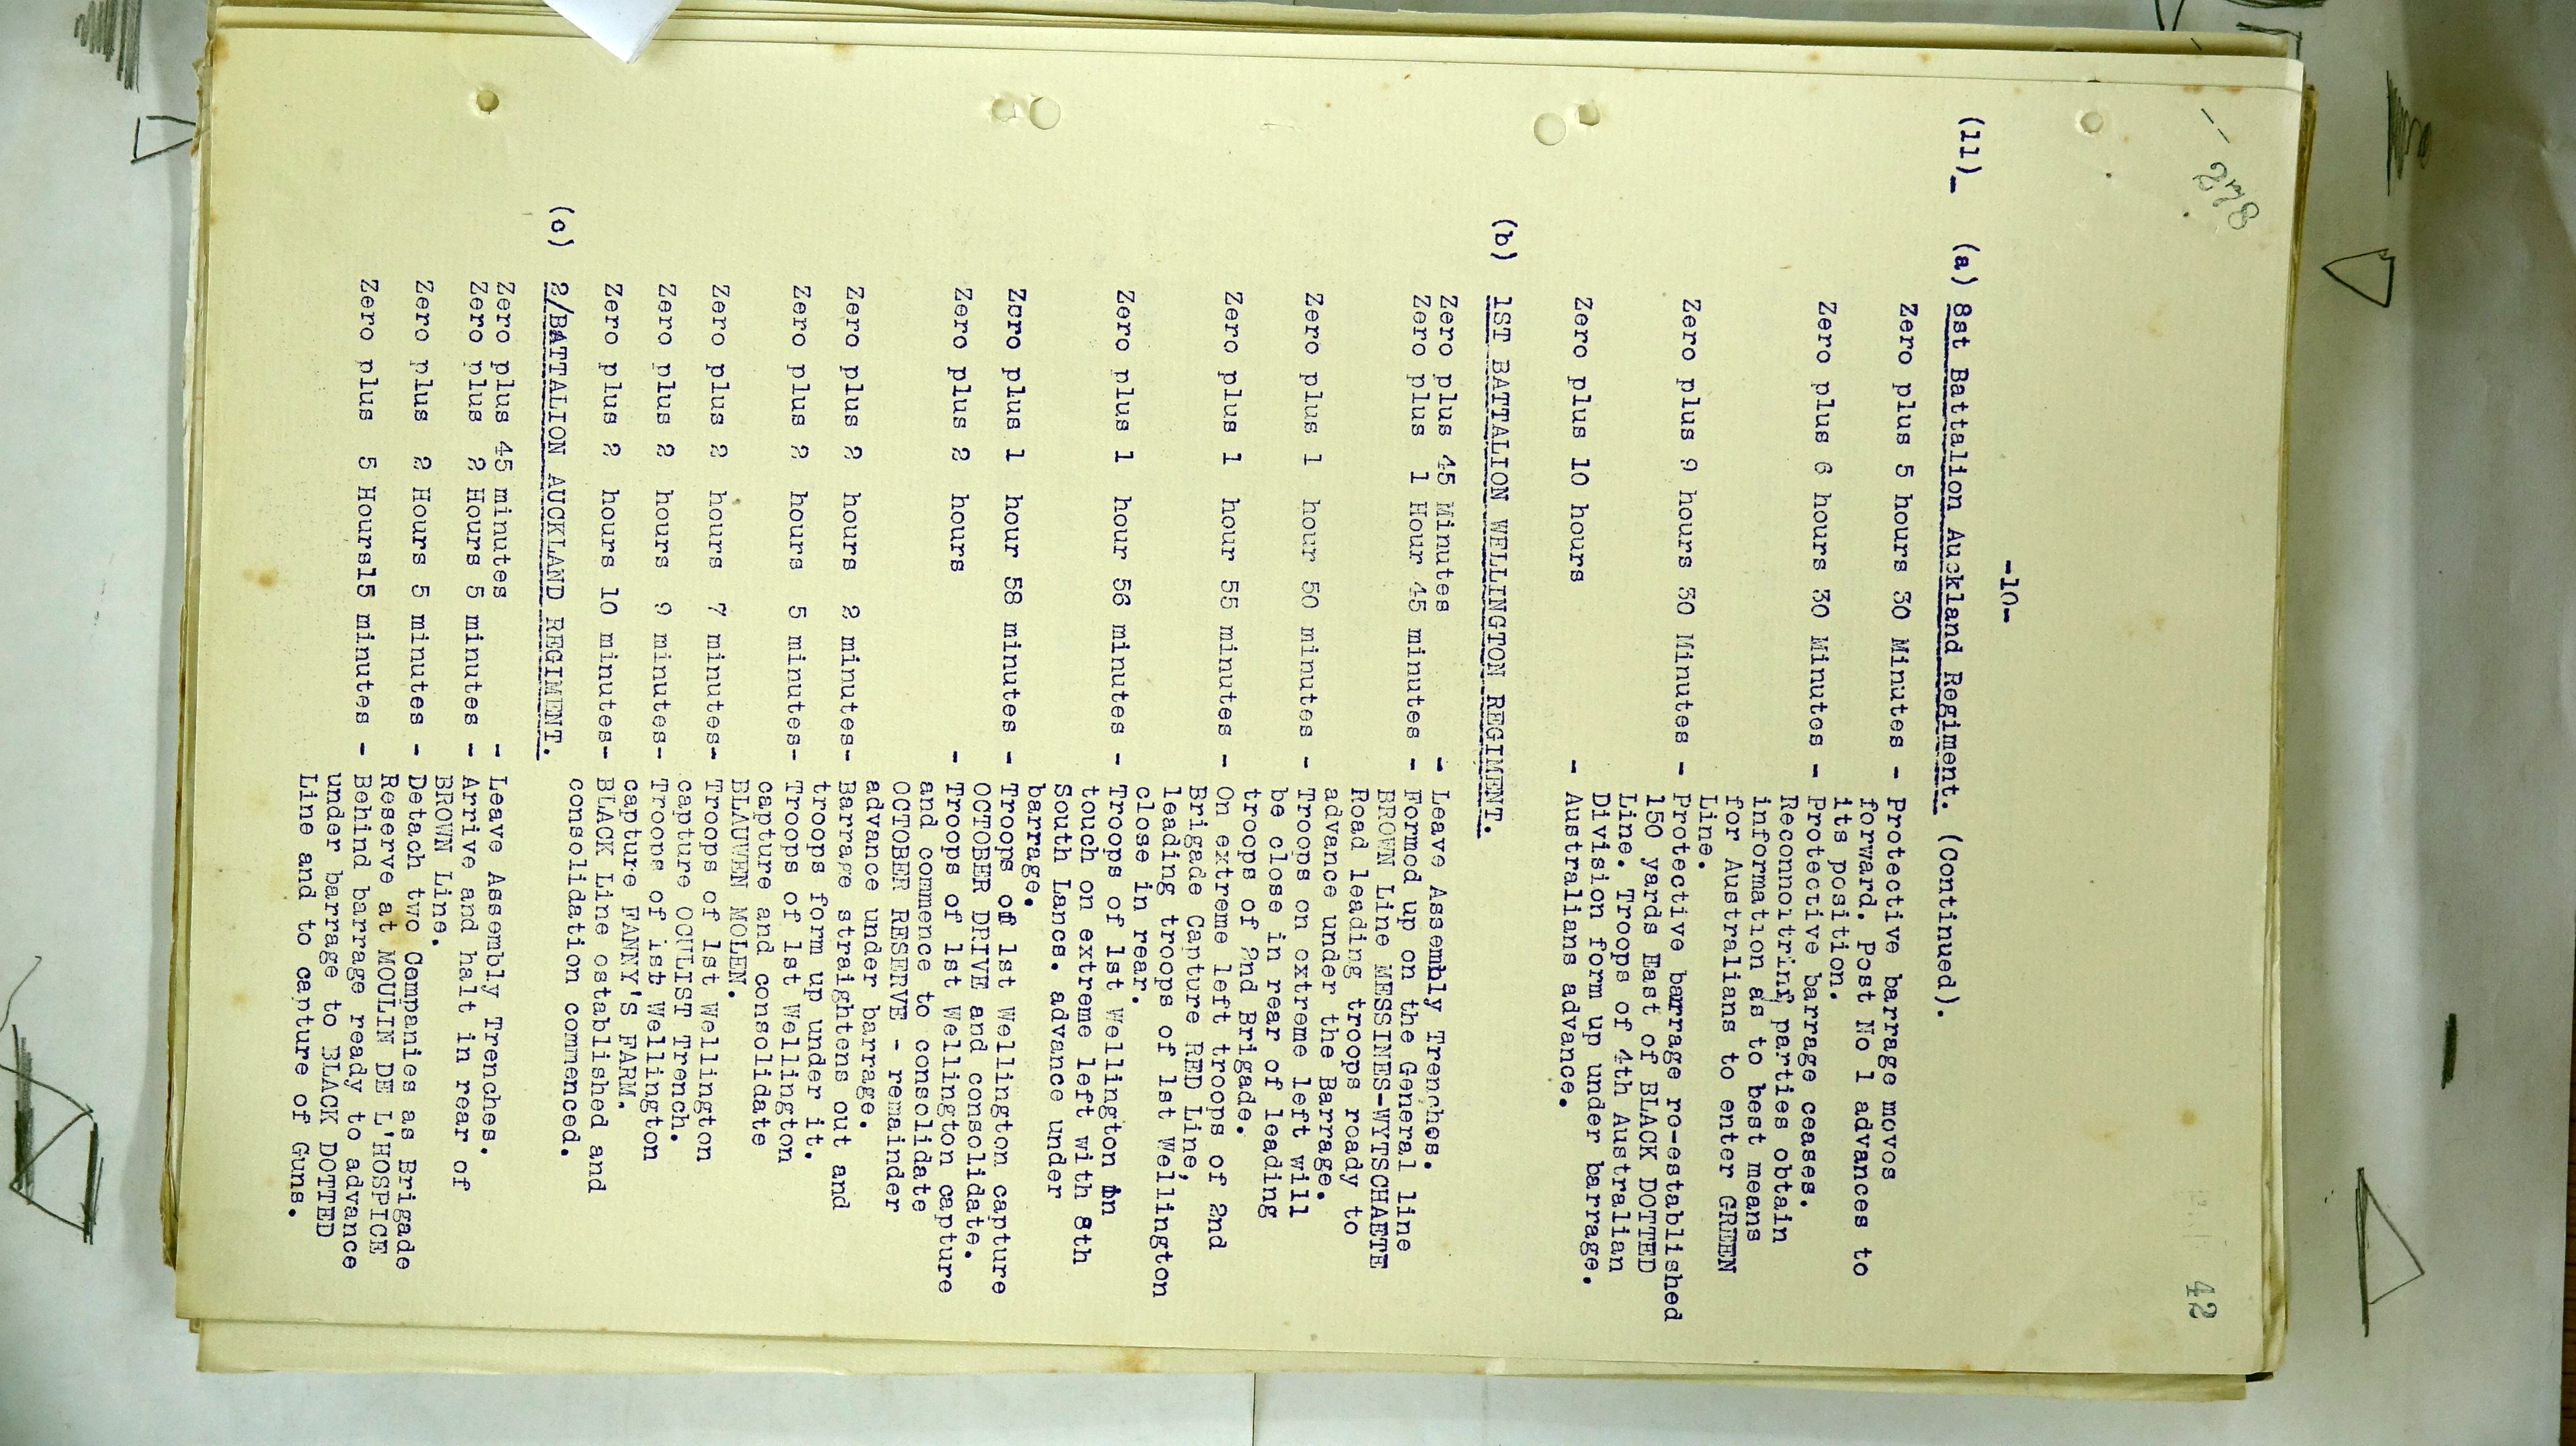 842
42
-10-
(11)_ (a) 8st Battalion Auckland Regiment. (Continued).
Zero plus 5 hours 30 Minutes - Protective barrage moves
forward. Post No 1 advances to
its position.
Zero plus 6 hours 30 Minutes - Protective barrage ceases.
Reconnoitring parties obtain
information as to best means
for Australians to enter GREEN
Line.
Zero plus 9 hours 30 Minutes - Protective barrage re-established
150 yards East of BLACK DOTTED
Line. Troops of 4th Australian
Division form up under barrage.
Zero plus 10 hours - Australians advance.
(b) 1ST BATTALION WELLINGTON REGIMENT.
Zero plus 45 Minutes - Leave Assembly Trenches.
Zero plus 1 Hour 45 minutes - Formed up on the General line
BROWN Line MESSINES-WYTSCHAETE
Road leading troops ready to
advance under the Barrage.
Zero plus 1 hour 50 minutes - Troops on extreme left will
be close in rear of leading
troops of 2nd Brigade.
Zero plus 1 hour 55 minutes - On extreme left troops of 2nd
Brigade Capture RED Line,
leading troops of 1st Wellington
close in rear.
Zero plus 1 hour 56 minutes - Troops of 1st Wellington in
touch on extreme left with 8th
South Lancs. advance under
barrage.
Zero plus 1 hour 58 minutes - Troops of 1st Wellington capture
OCTOBER DRIVE and consolidate.
Zero plus 2 hours - Troops of 1st Wellington capture
and commence to consolidate
OCTOBER RESERVE - remainder
advance under barrage.
Zero plus 2 hours 2 minutes- Barrage straightens out and
troops form up under it.
Zero plus 2 hours 5 minutes- Troops of 1st Wellington
capture and consolidate
BLAUWEN MOLEN.
Zero plus 2 hours 7 minutes- Troops of 1st Wellington
capture OCULIST Trench.
Zero plus 2 hours 9 minutes- Troops of 1st Wellington
capture FANNY'S FARM.
Zero plus 2 hours 10 minutes- BLACK Line established and
consolidation commenced.
(c) 2/BATTALION AUCKLAND REGIMENT.
Zero plus 45 minutes - Leave Assembly Trenches.
Zero plus 2 Hours 5 minutes - Arrive and halt in rear of
BROWN Line.
Zero plus 2 Hours 5 minutes - Detach two Companies as Brigade
Reserve at MOULIN DE L'HOSPICE
Zero plus 5 Hours15 minutes - Behind barrage ready to advance
under barrage to BLACK DOTTED
Line and to capture of Guns.